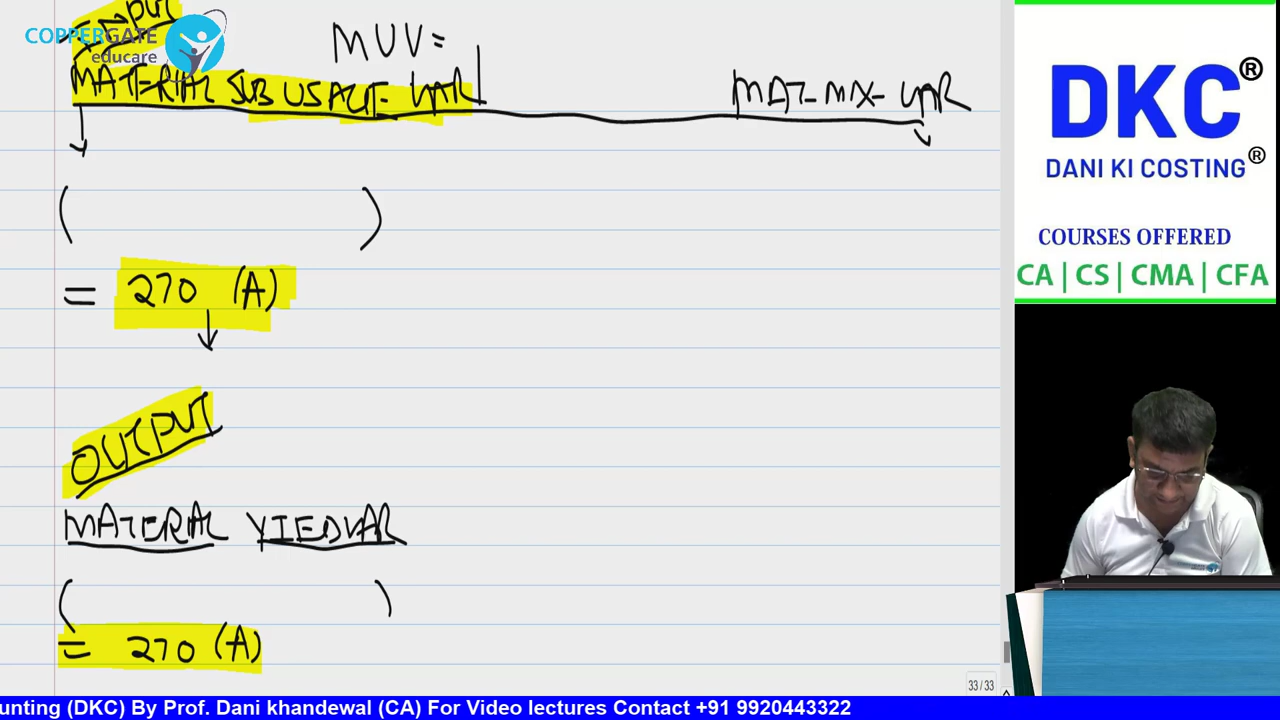 INPUT
COPPERGATE
educare
MUV =
MATERIAL SUB USAGE VAR
MAT-MIX-VAR
( )
= 270 (A)
OUTPUT
MATERIAL YIEDVAR
( )
= 270 (A)
33 / 33
DKC®
DANI KI COSTING®
COURSES OFFERED
CA | CS | CMA | CFA
unting (DKC) By Prof. Dani khandewal (CA) For Video lectures Contact +91 9920443322